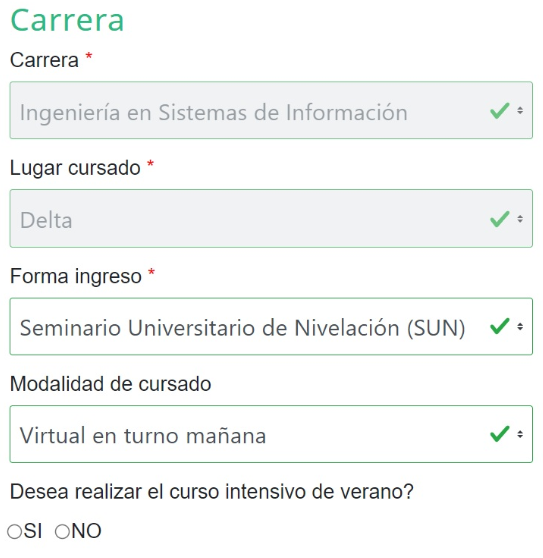 Carrera
Carrera *
Ingeniería en Sistemas de Información
Lugar cursado *
Delta
Forma ingreso *
Seminario Universitario de Nivelación (SUN)
Modalidad de cursado
Virtual en turno mañana
Desea realizar el curso intensivo de verano?
SI NO